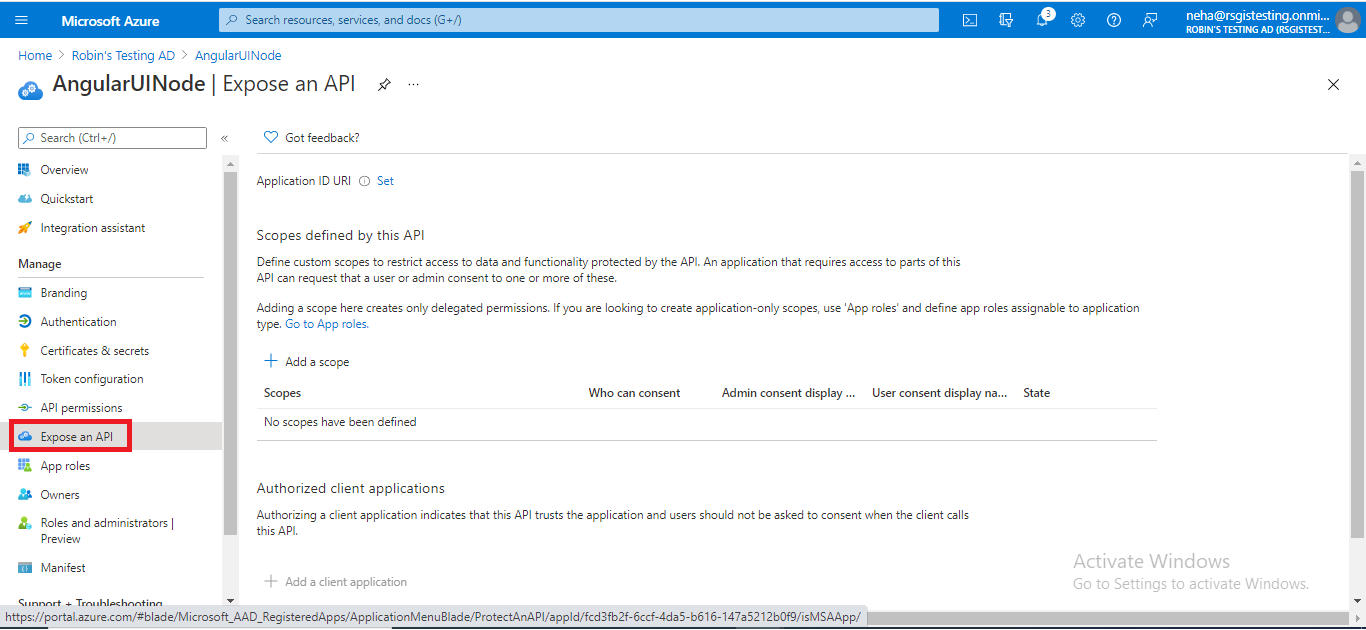 Microsoft Azure
Search resources, services, and docs (G+/)
3
neha@rsgistesting.onmi...
ROBIN'S TESTING AD (RSGISTEST...
Home > Robin's Testing AD > AngularUINode
AngularUINode | Expose an API ...
Search (Ctrl+/)
«
Got feedback?
Overview
Quickstart
Integration assistant
Manage
Branding
Authentication
Certificates & secrets
Token configuration
API permissions
Expose an API
App roles
Owners
Roles and administrators |
Preview
Manifest
Support + Troubleshooting
Application ID URI Set
Scopes defined by this API
Define custom scopes to restrict access to data and functionality protected by the API. An application that requires access to parts of this
API can request that a user or admin consent to one or more of these.
Adding a scope here creates only delegated permissions. If you are looking to create application-only scopes, use 'App roles' and define app roles assignable to application
type. Go to App roles.
Add a scope
Scopes Who can consent Admin consent display ... User consent display na... State
No scopes have been defined
Authorized client applications
Authorizing a client application indicates that this API trusts the application and users should not be asked to consent when the client calls
this API.
Add a client application
Activate Windows
Go to Settings to activate Windows.
https://portal.azure.com/#blade/Microsoft_AAD_RegisteredApps/ApplicationMenuBlade/ProtectAnAPI/appId/fcd3fb2f-6ccf-4da5-b616-147a5212b0f9/isMSAApp/